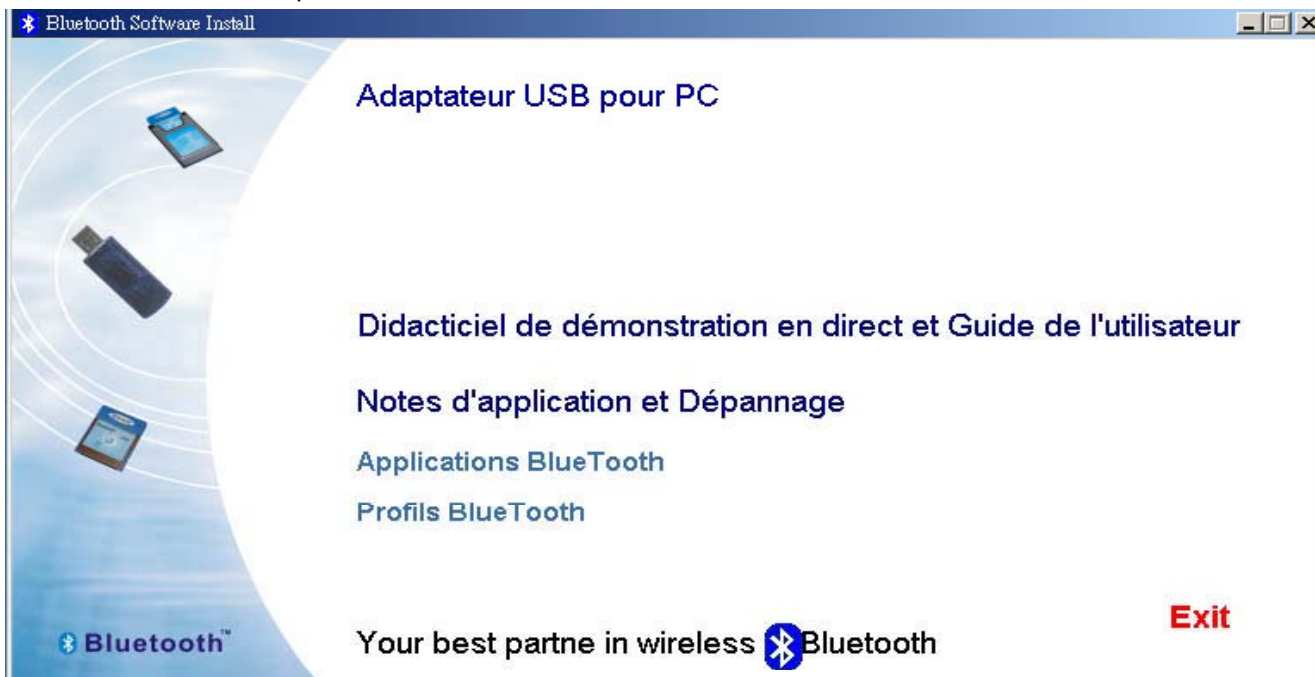 Bluetooth Software Install
Adaptateur USB pour PC
Didacticiel de démonstration en direct et Guide de l'utilisateur
Notes d'application et Dépannage
Applications BlueTooth
Profils BlueTooth
Exit
Bluetooth™
Your best partne in wireless Bluetooth